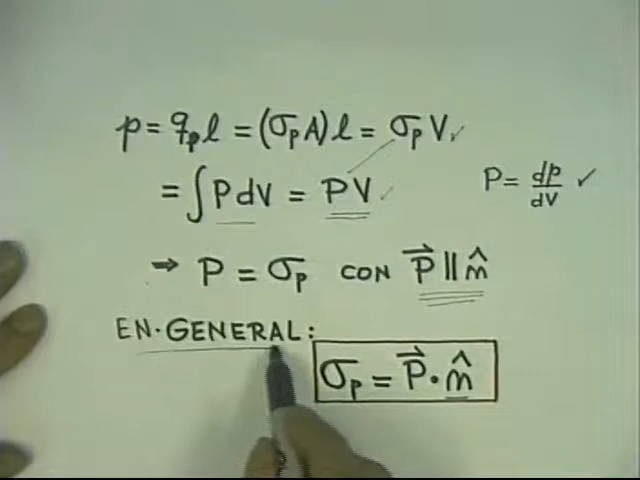 p = q_p l = (σ_p A) l = σ_p V ✓
= ∫ P dV = PV ✓
P = dp/dV ✓
⇒ P = σ_p CON P⃗ ∥ m̂
EN·GENERAL:
σ_p = P⃗ · m̂